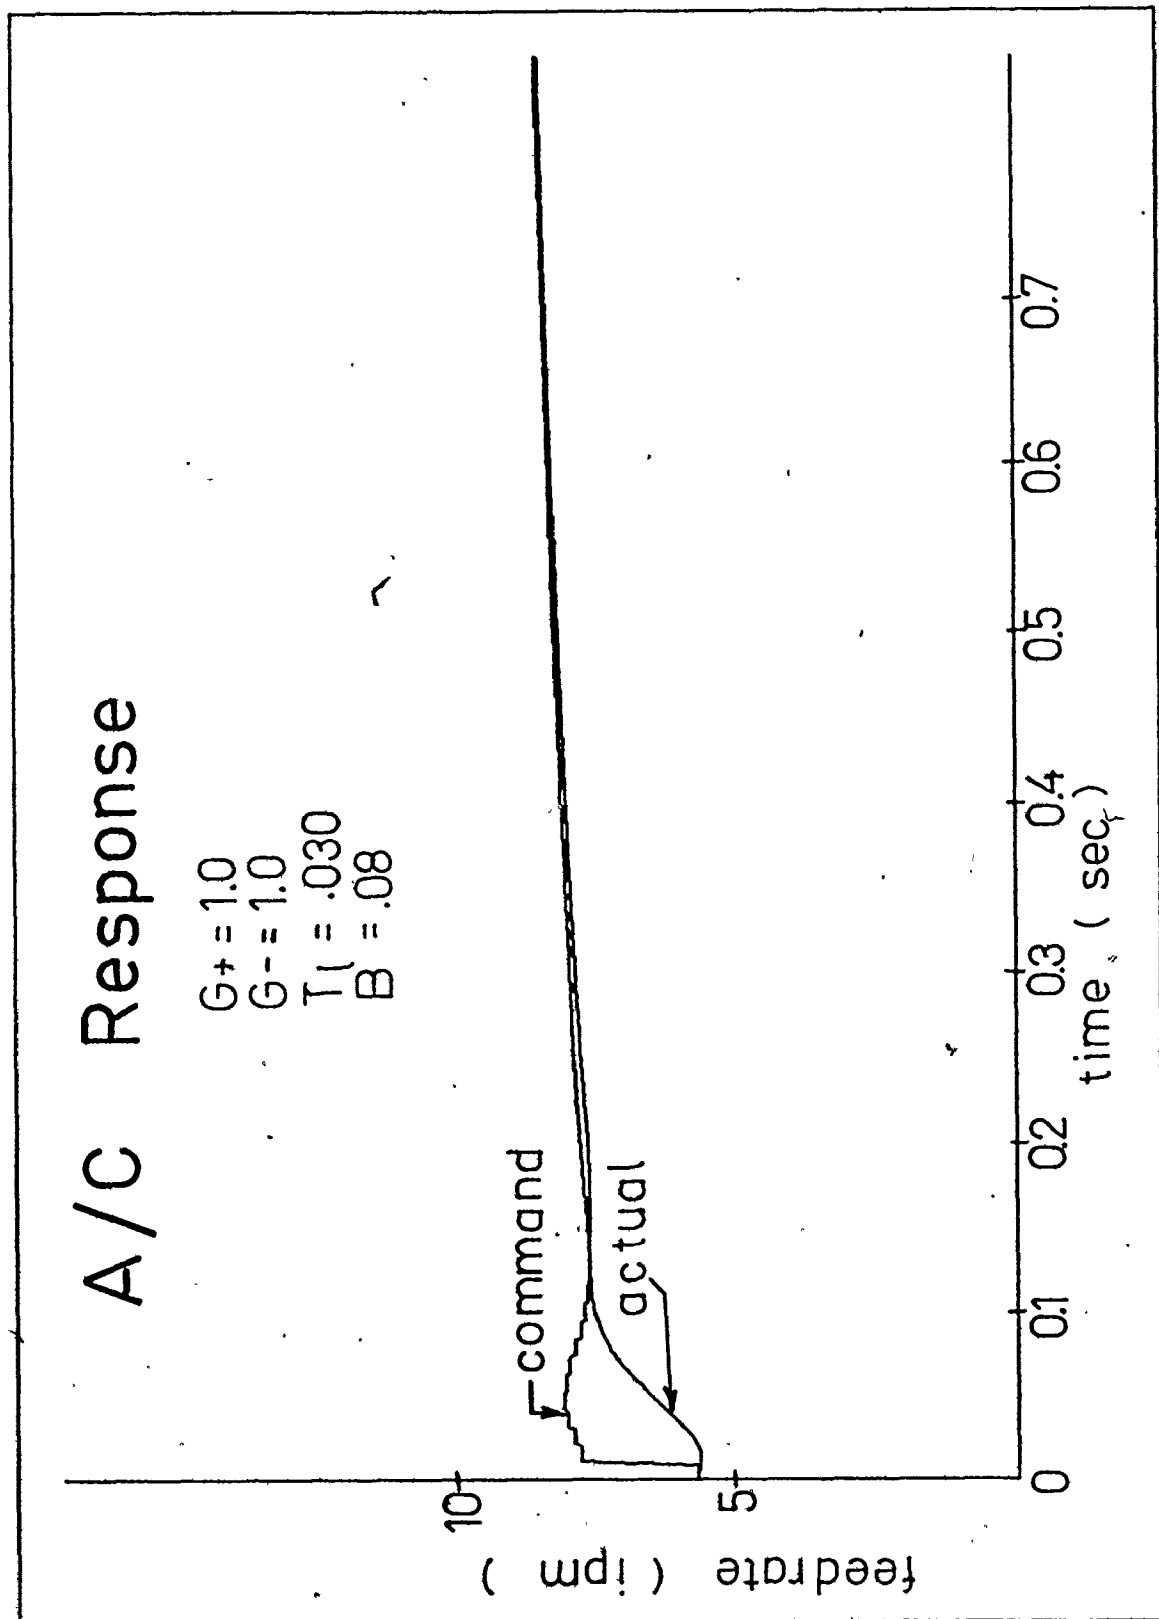 A/C Response
G+ = 1.0
G- = 1.0
T1 = .030
B = .08
command
actual
10
5
feedrate ( ipm )
0 0.1 0.2 0.3 0.4 0.5 0.6 0.7
time ( sec )